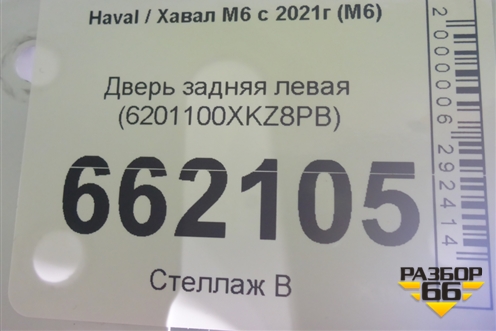 Haval / Хавал М6 с 2021г (М6)
Дверь задняя левая
(6201100XKZ8PB)
662105
Стеллаж В
2000006292414
РАЗБОР
66